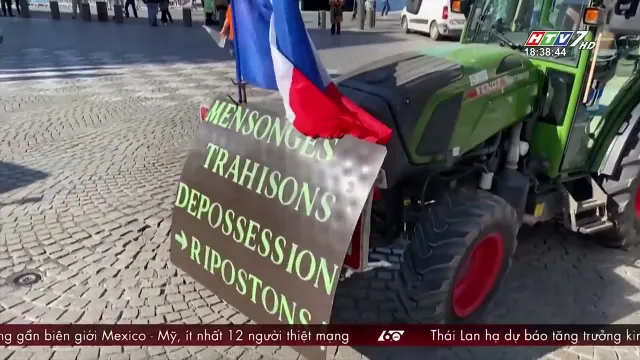 HTV7 HD
18:38:44
FENDT
MENSONGES
TRAHISONS
DEPOSSESSION
→ RIPOSTONS !
ng gần biên giới Mexico - Mỹ, ít nhất 12 người thiệt mạng
60
Thái Lan hạ dự báo tăng trưởng kin